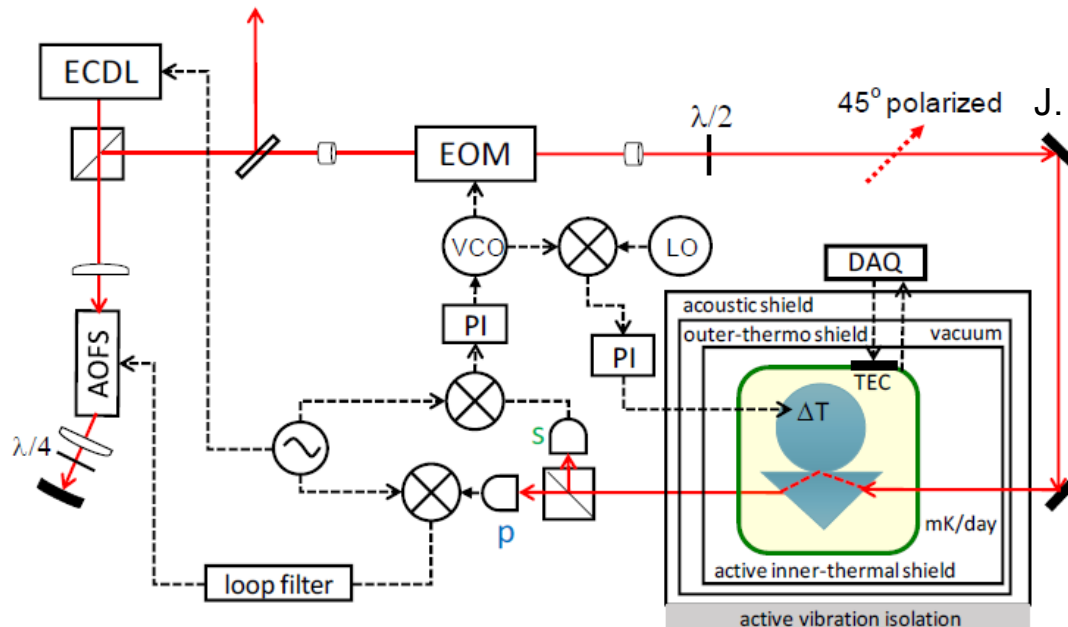 ECDL
45° polarized
J.
λ/2
EOM
VCO
LO
DAQ
acoustic shield
PI
outer-thermo shield
vacuum
AOFS
PI
TEC
ΔT
s
λ/4
p
mK/day
loop filter
active inner-thermal shield
active vibration isolation